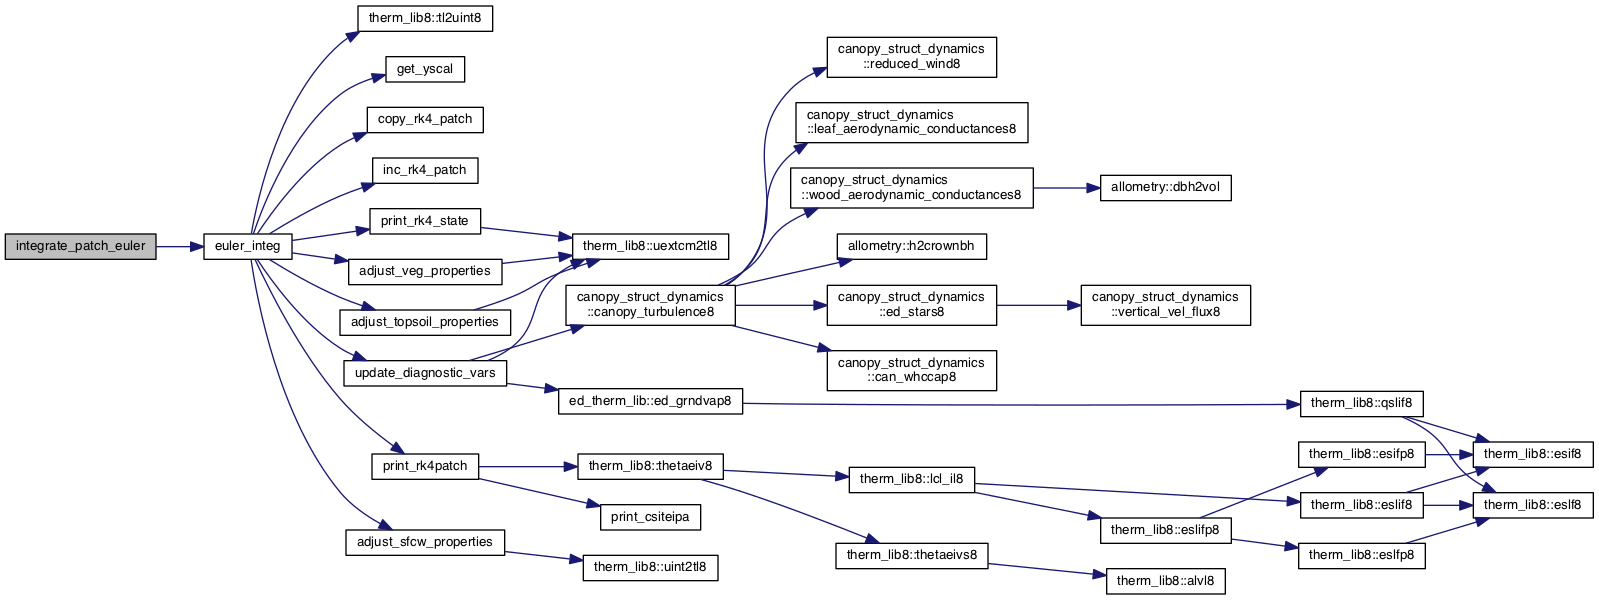 integrate_patch_euler
euler_integ
therm_lib8::tl2uint8
get_yscal
copy_rk4_patch
inc_rk4_patch
print_rk4_state
adjust_veg_properties
adjust_topsoil_properties
update_diagnostic_vars
print_rk4patch
adjust_sfcw_properties
therm_lib8::uextcm2tl8
canopy_struct_dynamics
::canopy_turbulence8
ed_therm_lib::ed_grndvap8
therm_lib8::thetaeiv8
print_csiteipa
therm_lib8::uint2tl8
canopy_struct_dynamics
::reduced_wind8
canopy_struct_dynamics
::leaf_aerodynamic_conductances8
canopy_struct_dynamics
::wood_aerodynamic_conductances8
allometry::h2crownbh
canopy_struct_dynamics
::ed_stars8
canopy_struct_dynamics
::can_whccap8
therm_lib8::lcl_il8
therm_lib8::thetaeivs8
allometry::dbh2vol
canopy_struct_dynamics
::vertical_vel_flux8
therm_lib8::eslifp8
therm_lib8::alvl8
therm_lib8::qslif8
therm_lib8::esifp8
therm_lib8::eslif8
therm_lib8::eslfp8
therm_lib8::esif8
therm_lib8::eslf8